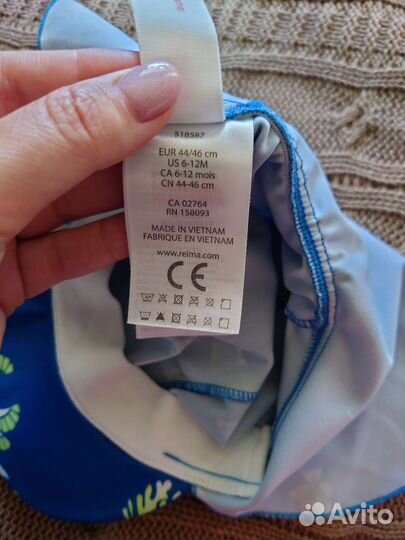 518587
EUR 44/46 cm
US 6-12M
CA 6-12 mois
CN 44-46 cm
CA 02764
RN 158093
MADE IN VIETNAM
FABRIQUE EN VIETNAM
www.reima.com
CE
Avito